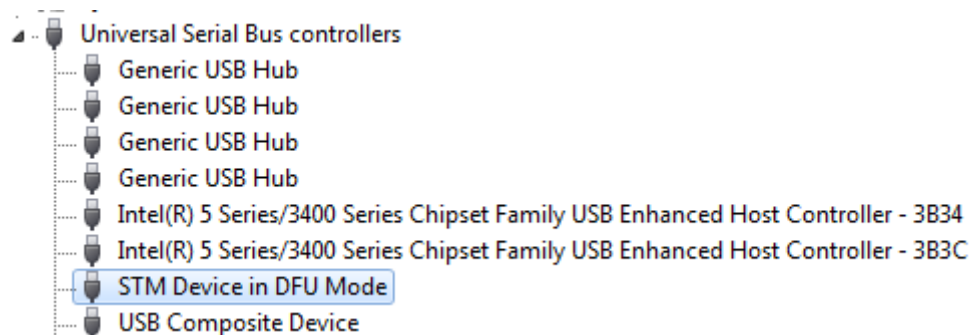 Universal Serial Bus controllers
Generic USB Hub
Generic USB Hub
Generic USB Hub
Generic USB Hub
Intel(R) 5 Series/3400 Series Chipset Family USB Enhanced Host Controller - 3B34
Intel(R) 5 Series/3400 Series Chipset Family USB Enhanced Host Controller - 3B3C
STM Device in DFU Mode
USB Composite Device